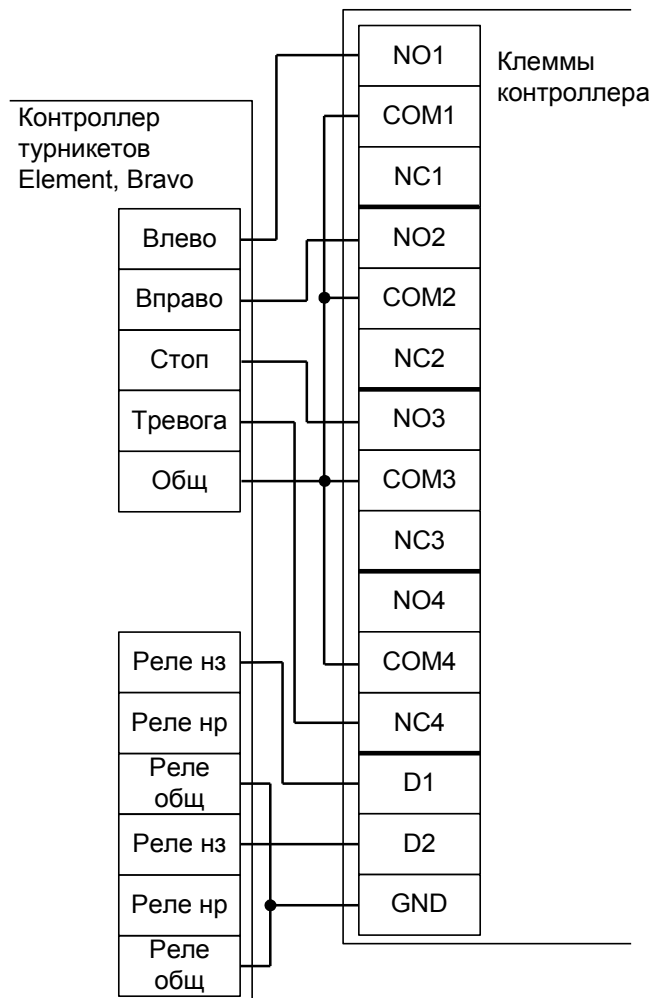 Контроллер
турникетов
Element, Bravo
Влево
Вправо
Стоп
Тревога
Общ
Реле нз
Реле нр
Реле
общ
Реле нз
Реле нр
Реле
общ
NO1
COM1
NC1
NO2
COM2
NC2
NO3
COM3
NC3
NO4
COM4
NC4
D1
D2
GND
Клеммы
контроллера